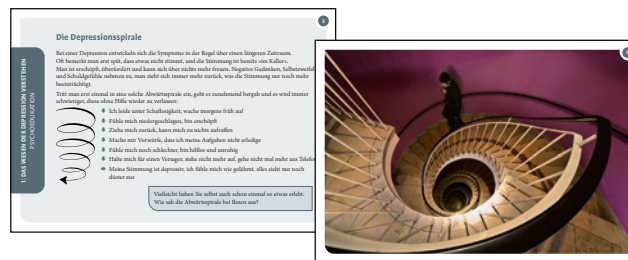 8
1: DAS WESEN DER DEPRESSION VERSTEHEN
PSYCHOEDUKATION
Die Depressionsspirale
Bei einer Depression entwickeln sich die Symptome in der Regel über einen längeren Zeitraum.
Oft bemerkt man erst spät, dass etwas nicht stimmt, und die Stimmung ist bereits «im Keller».
Man ist erschöpft, überfordert und kann sich über nichts mehr freuen. Negative Gedanken, Selbstzweifel
und Schuldgefühle nehmen zu, man zieht sich immer mehr zurück, was die Stimmung nur noch mehr
beeinträchtigt.
Tritt man erst einmal in eine solche Abwärtsspirale ein, geht es zunehmend bergab und es wird immer
schwieriger, diese ohne Hilfe wieder zu verlassen:
Ich leide unter Schlaflosigkeit, wache morgens früh auf
Fühle mich niedergeschlagen, bin erschöpft
Ziehe mich zurück, kann mich zu nichts aufraffen
Mache mir Vorwürfe, dass ich meine Aufgaben nicht erledige
Fühle mich noch schlechter, bin hilflos und unruhig
Halte mich für einen Versager, stehe nicht mehr auf, gehe nicht mal mehr ans Telefon
Meine Stimmung ist depressiv, ich fühle mich wie gelähmt, alles sieht nur noch
düster aus
Vielleicht haben Sie selbst auch schon einmal so etwas erlebt.
Wie sah die Abwärtsspirale bei Ihnen aus?